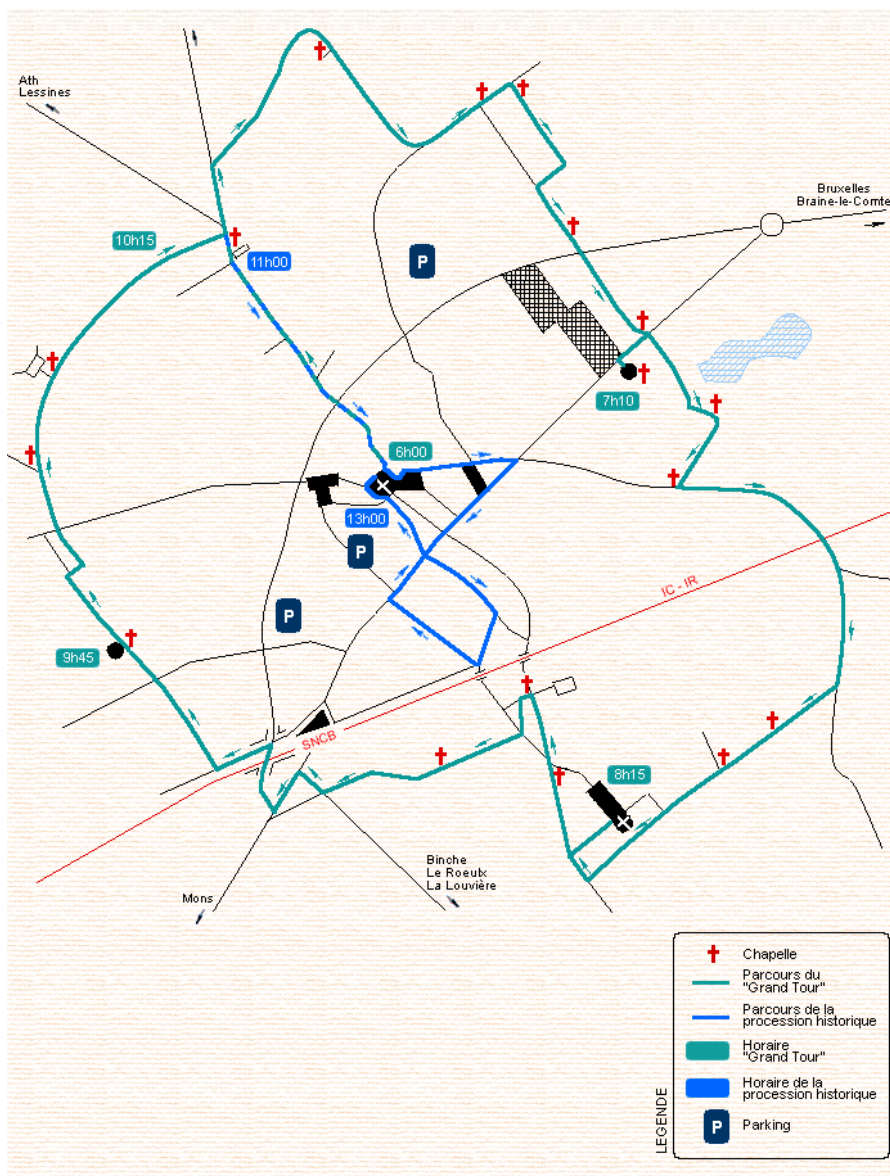 Ath
Lessines
Bruxelles
Braine-le-Comte
10h15
11h00
P
7h10
6h00
13h00
P
IC - IR
P
9h45
SNCB
8h15
Binche
Le Roeulx
La Louvière
Mons
LEGENDE
Chapelle
Parcours du
"Grand Tour"
Parcours de la
procession historique
Horaire
"Grand Tour"
Horaire de la
procession historique
P
Parking